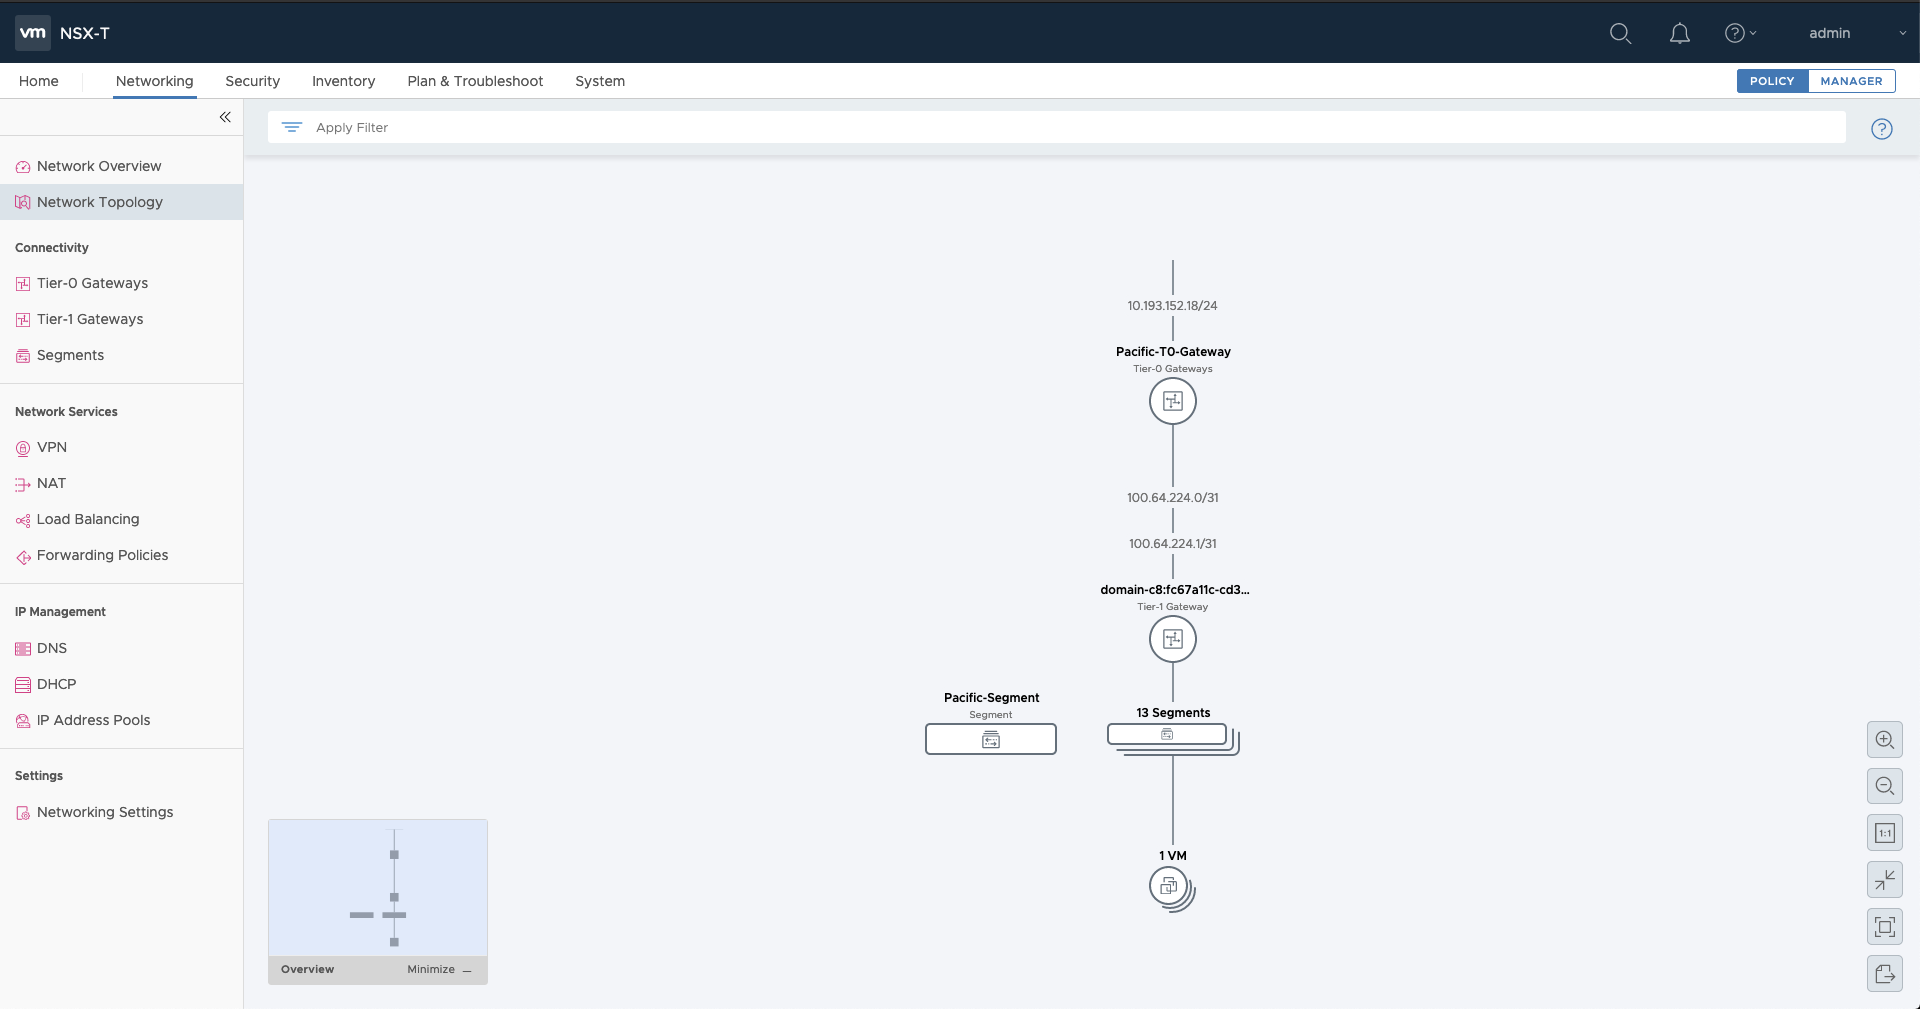 vm NSX-T
admin
Home Networking Security Inventory Plan & Troubleshoot System
POLICY MANAGER
Apply Filter
Network Overview
Network Topology
Connectivity
Tier-0 Gateways
Tier-1 Gateways
Segments
Network Services
VPN
NAT
Load Balancing
Forwarding Policies
IP Management
DNS
DHCP
IP Address Pools
Settings
Networking Settings
10.193.152.18/24
Pacific-T0-Gateway
Tier-0 Gateways
100.64.224.0/31
100.64.224.1/31
domain-c8:fc67a11c-cd3...
Tier-1 Gateway
Pacific-Segment
Segment
13 Segments
1 VM
Overview Minimize
1:1